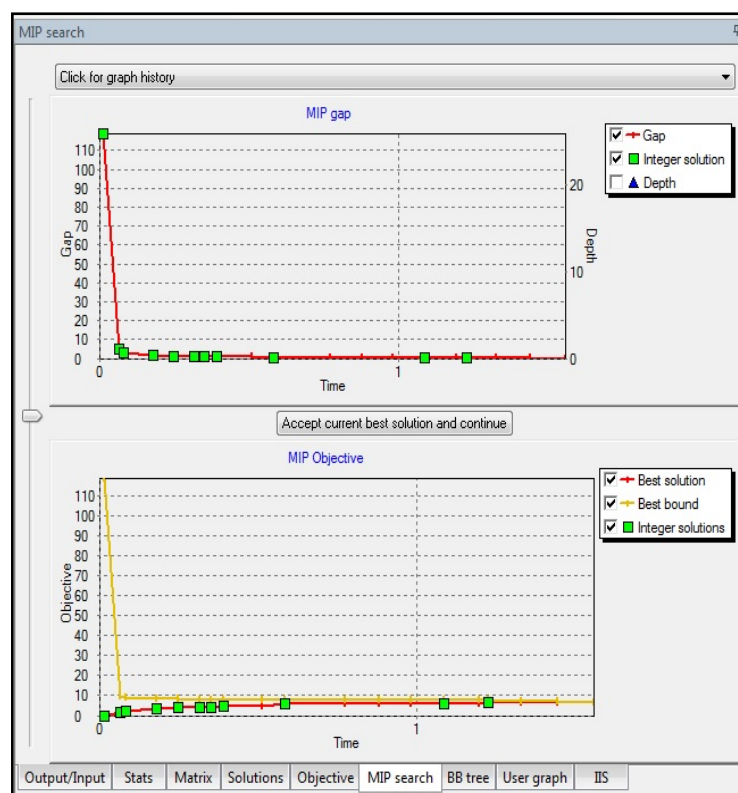 MIP search
Click for graph history
MIP gap
110
100
90
80
70
60
50
40
30
20
10
0
Gap
20
10
0
Depth
0
1
Time
Gap
Integer solution
Depth
Accept current best solution and continue
MIP Objective
110
100
90
80
70
60
50
40
30
20
10
0
Objective
0
1
Time
Best solution
Best bound
Integer solutions
Output/Input Stats Matrix Solutions Objective MIP search BB tree User graph IIS